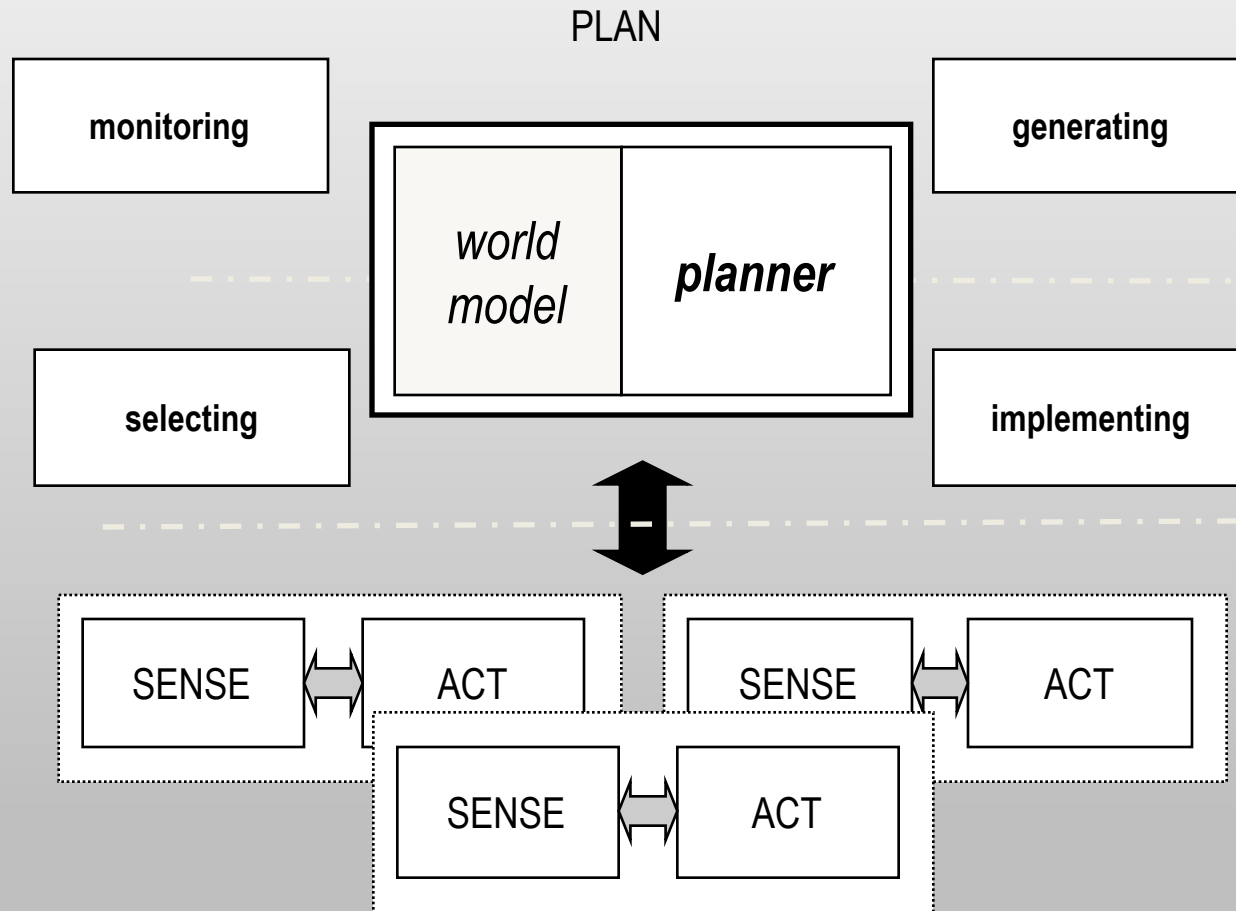 PLAN
monitoring
generating
world
model
planner
selecting
implementing
SENSE
ACT
SENSE
ACT
SENSE
ACT